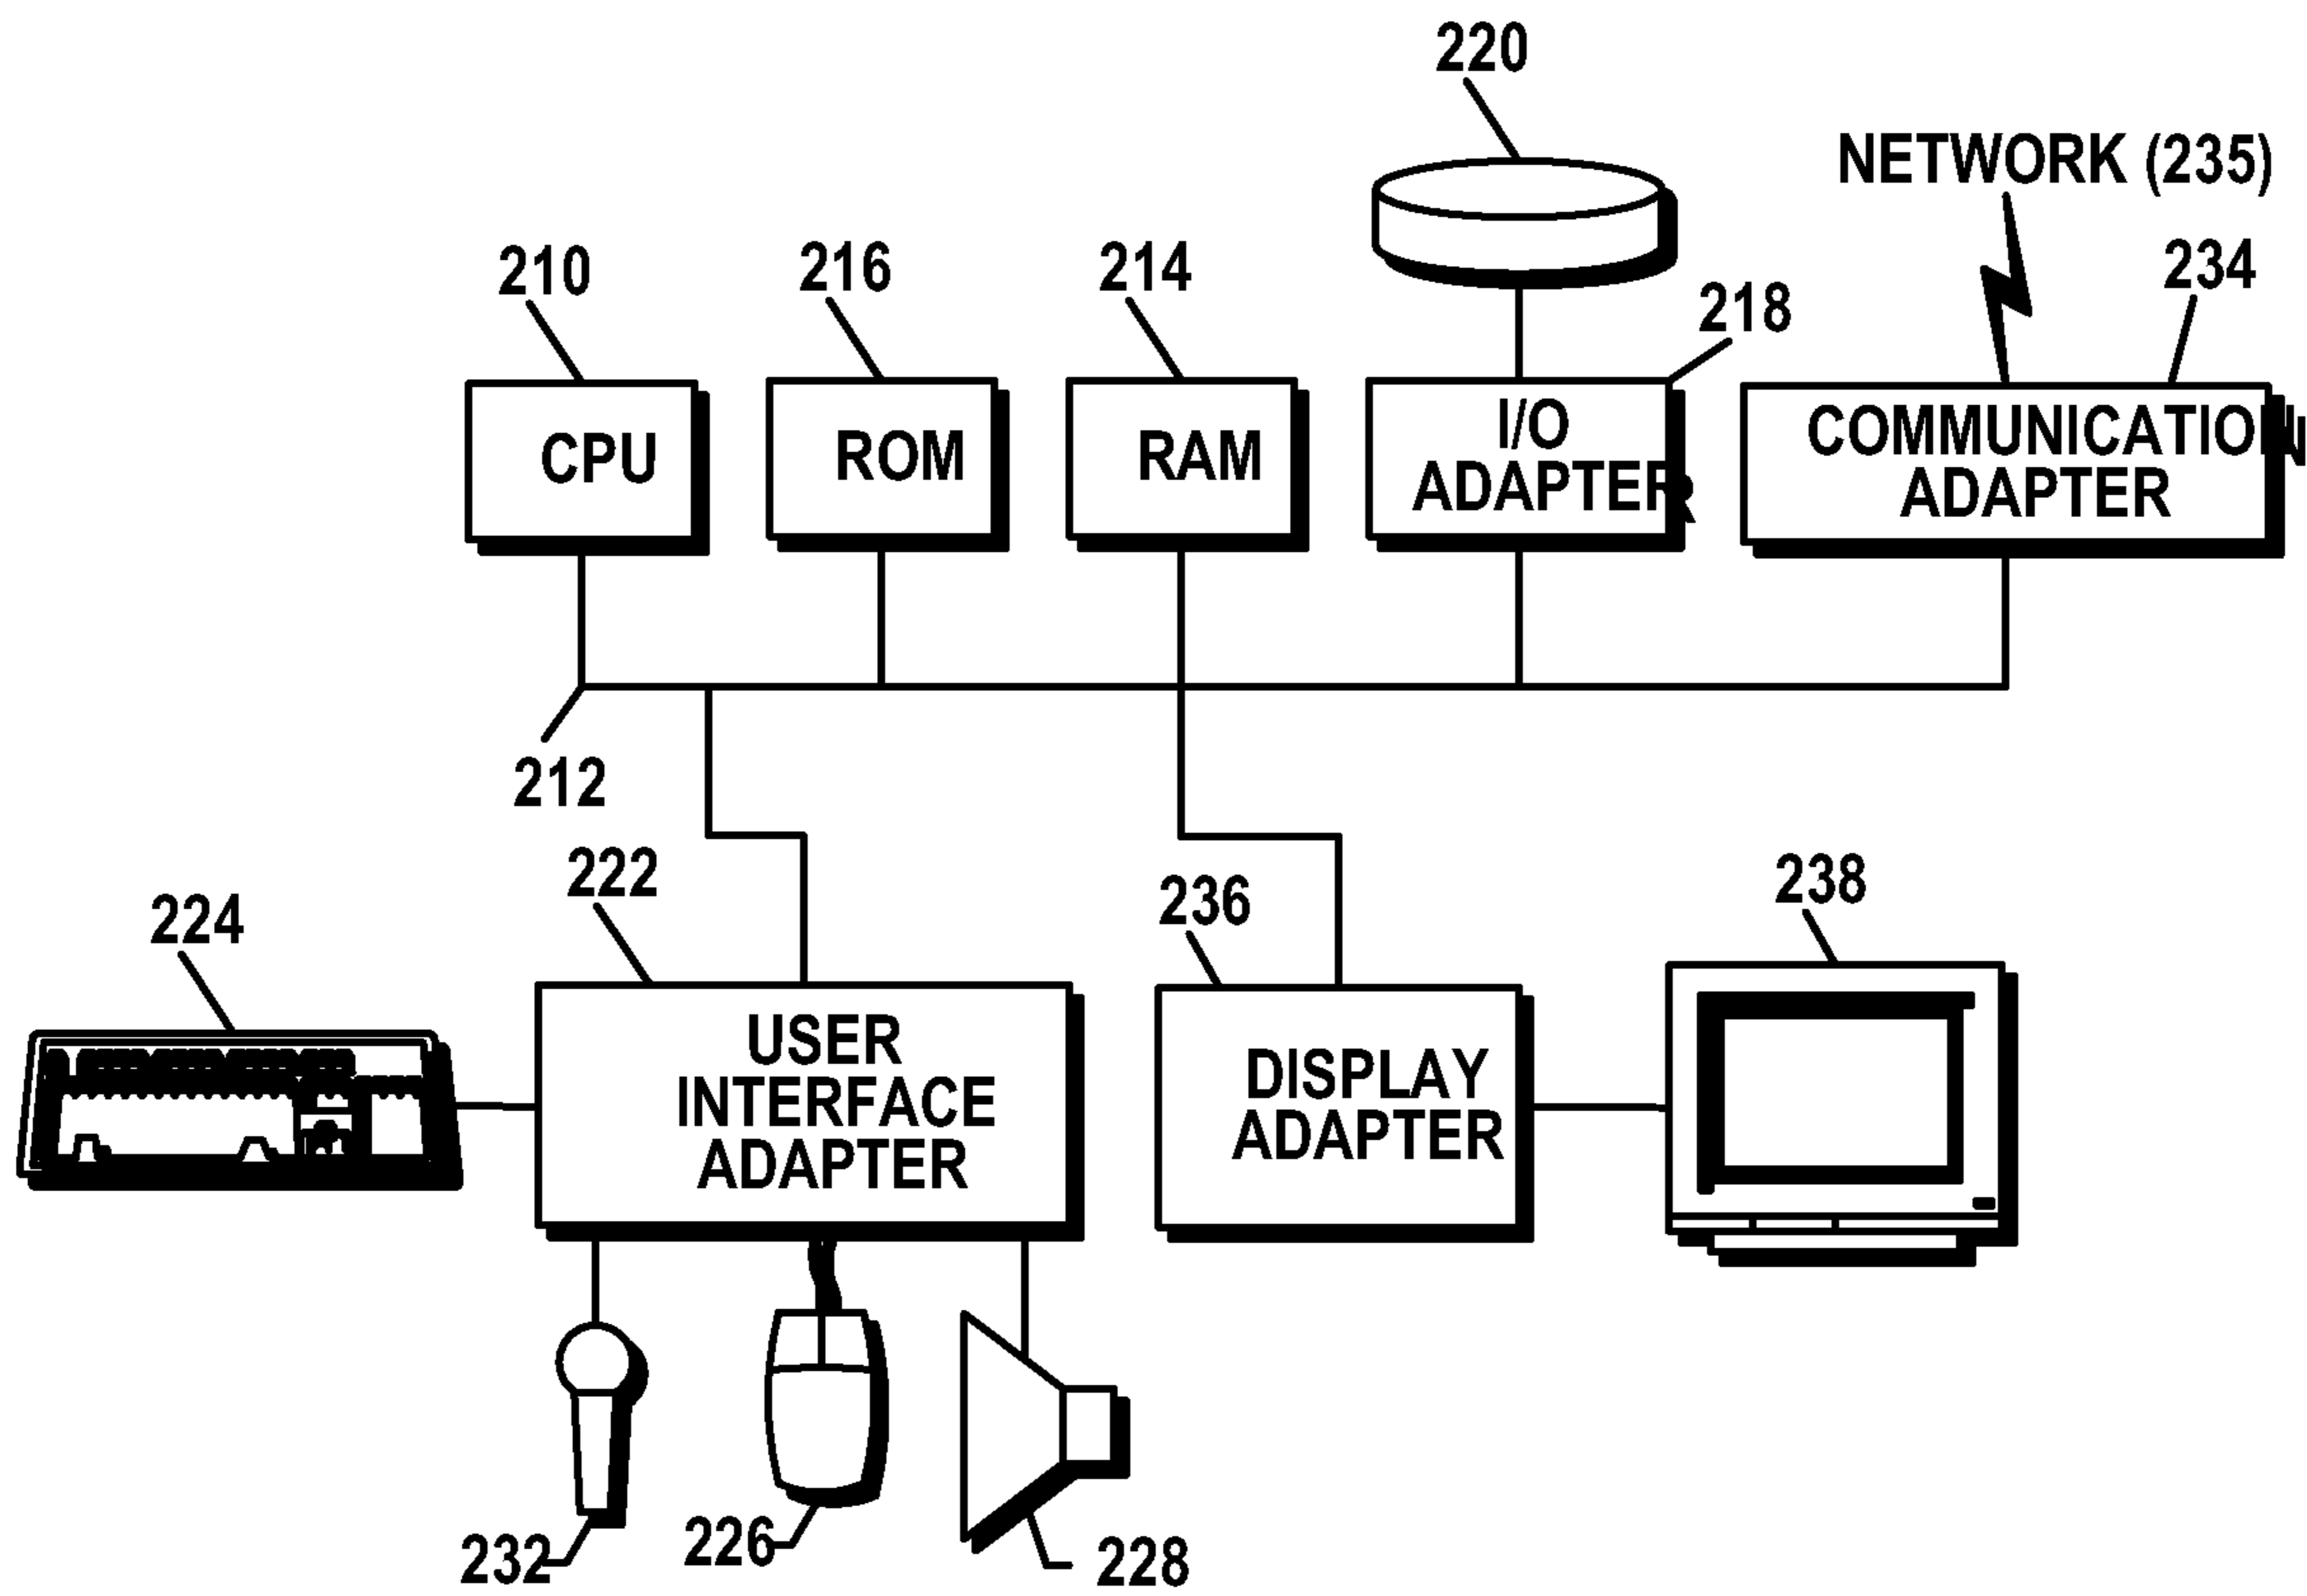 220
NETWORK (235)
210
216
214
218
234
CPU
ROM
RAM
I/O
ADAPTER
COMMUNICATION
ADAPTER
212
222
236
238
224
USER
INTERFACE
ADAPTER
DISPLAY
ADAPTER
232
226
228